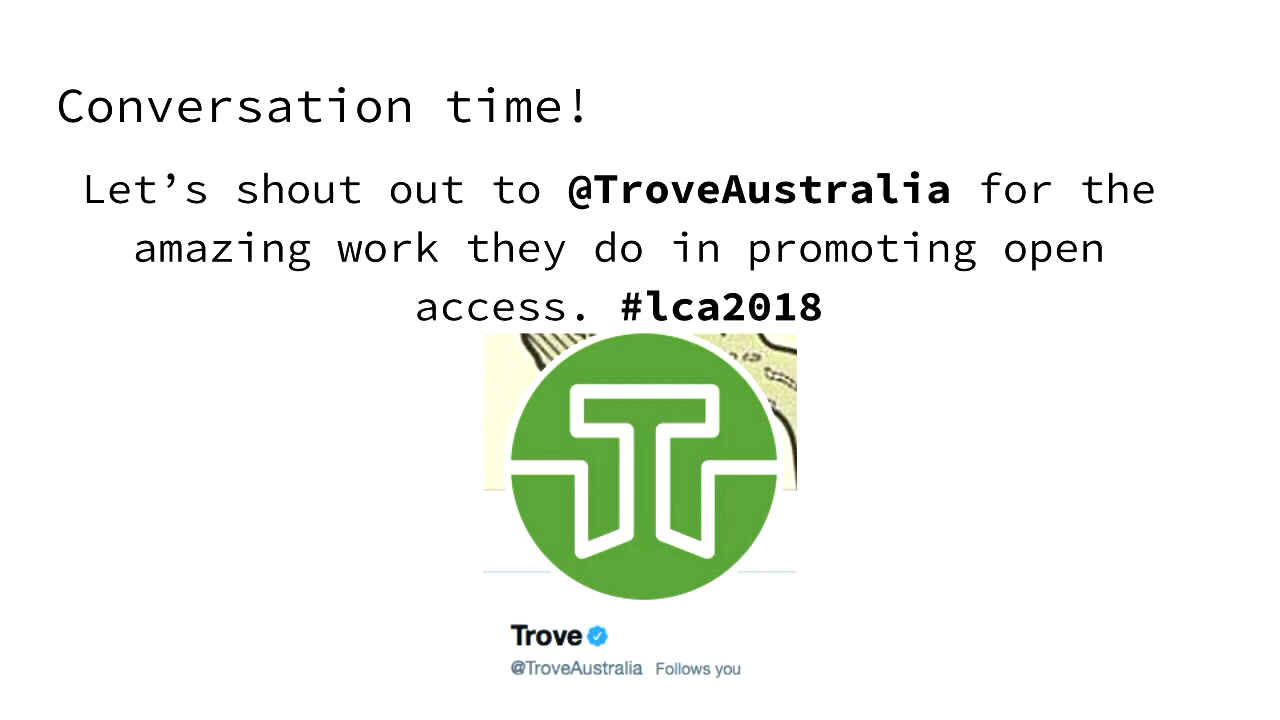 Conversation time!
Let’s shout out to @TroveAustralia for the
amazing work they do in promoting open
access. #lca2018
Trove
@TroveAustralia Follows you